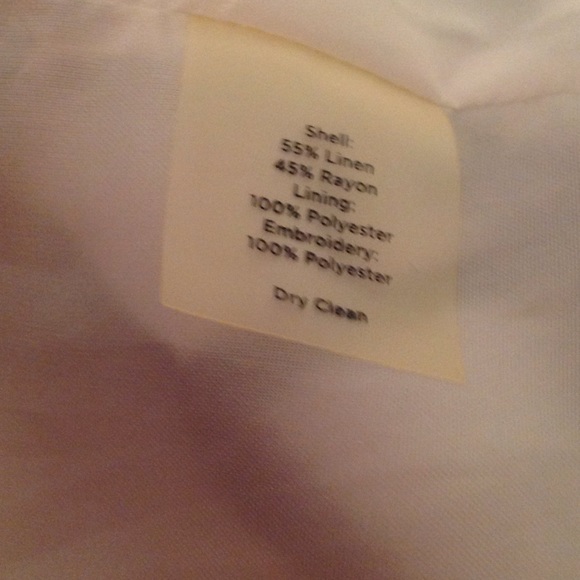 Shell:
55% Linen
45% Rayon
Lining:
100% Polyester
Embroidery:
100% Polyester
Dry Clean